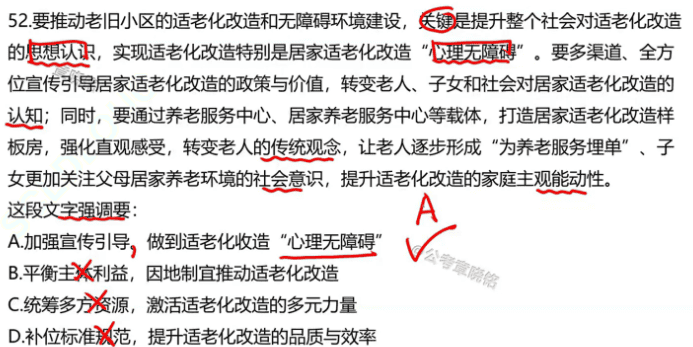 52.要推动老旧小区的适老化改造和无障碍环境建设，关键是提升整个社会对适老化改造
的思想认识，实现适老化改造特别是居家适老化改造“心理无障碍”。要多渠道、全方
位宣传引导居家适老化改造的政策与价值，转变老人、子女和社会对居家适老化改造的
认知；同时，要通过养老服务中心、居家养老服务中心等载体，打造居家适老化改造样
板房，强化直观感受，转变老人的传统观念，让老人逐步形成“为养老服务埋单”、子
女更加关注父母居家养老环境的社会意识，提升适老化改造的家庭主观能动性。
这段文字强调要：
A
A.加强宣传引导，做到适老化收造“心理无障碍”
@公考章晓铭
B.平衡主体利益，因地制宜推动适老化改造
C.统筹多方资源，激活适老化改造的多元力量
D.补位标准规范，提升适老化改造的品质与效率